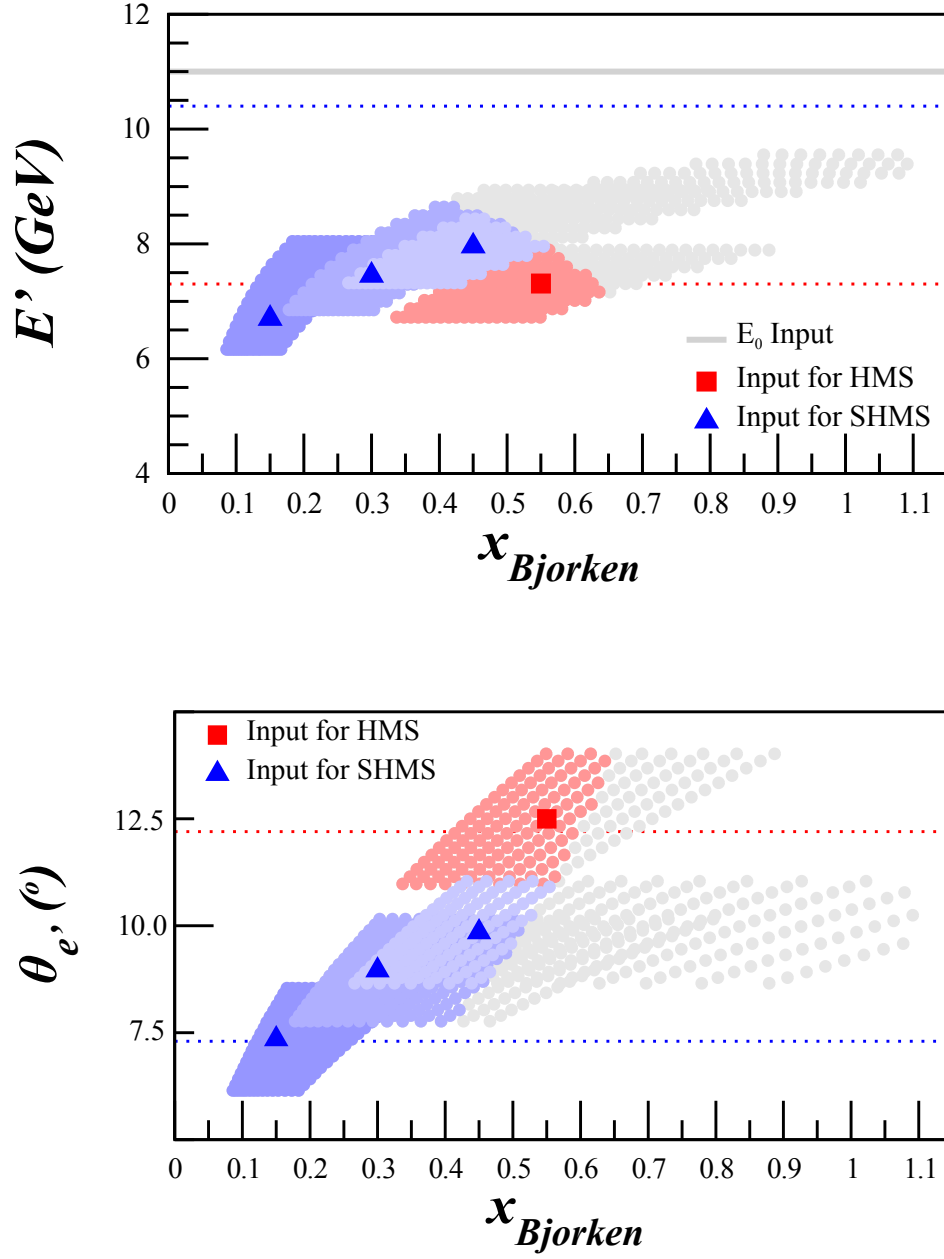 12
10
8
6
4
E’ (GeV)
E₀ Input
Input for HMS
Input for SHMS
0 0.1 0.2 0.3 0.4 0.5 0.6 0.7 0.8 0.9 1 1.1
x Bjorken
Input for HMS
Input for SHMS
12.5
10.0
7.5
θ e’, (o)
0 0.1 0.2 0.3 0.4 0.5 0.6 0.7 0.8 0.9 1 1.1
x Bjorken